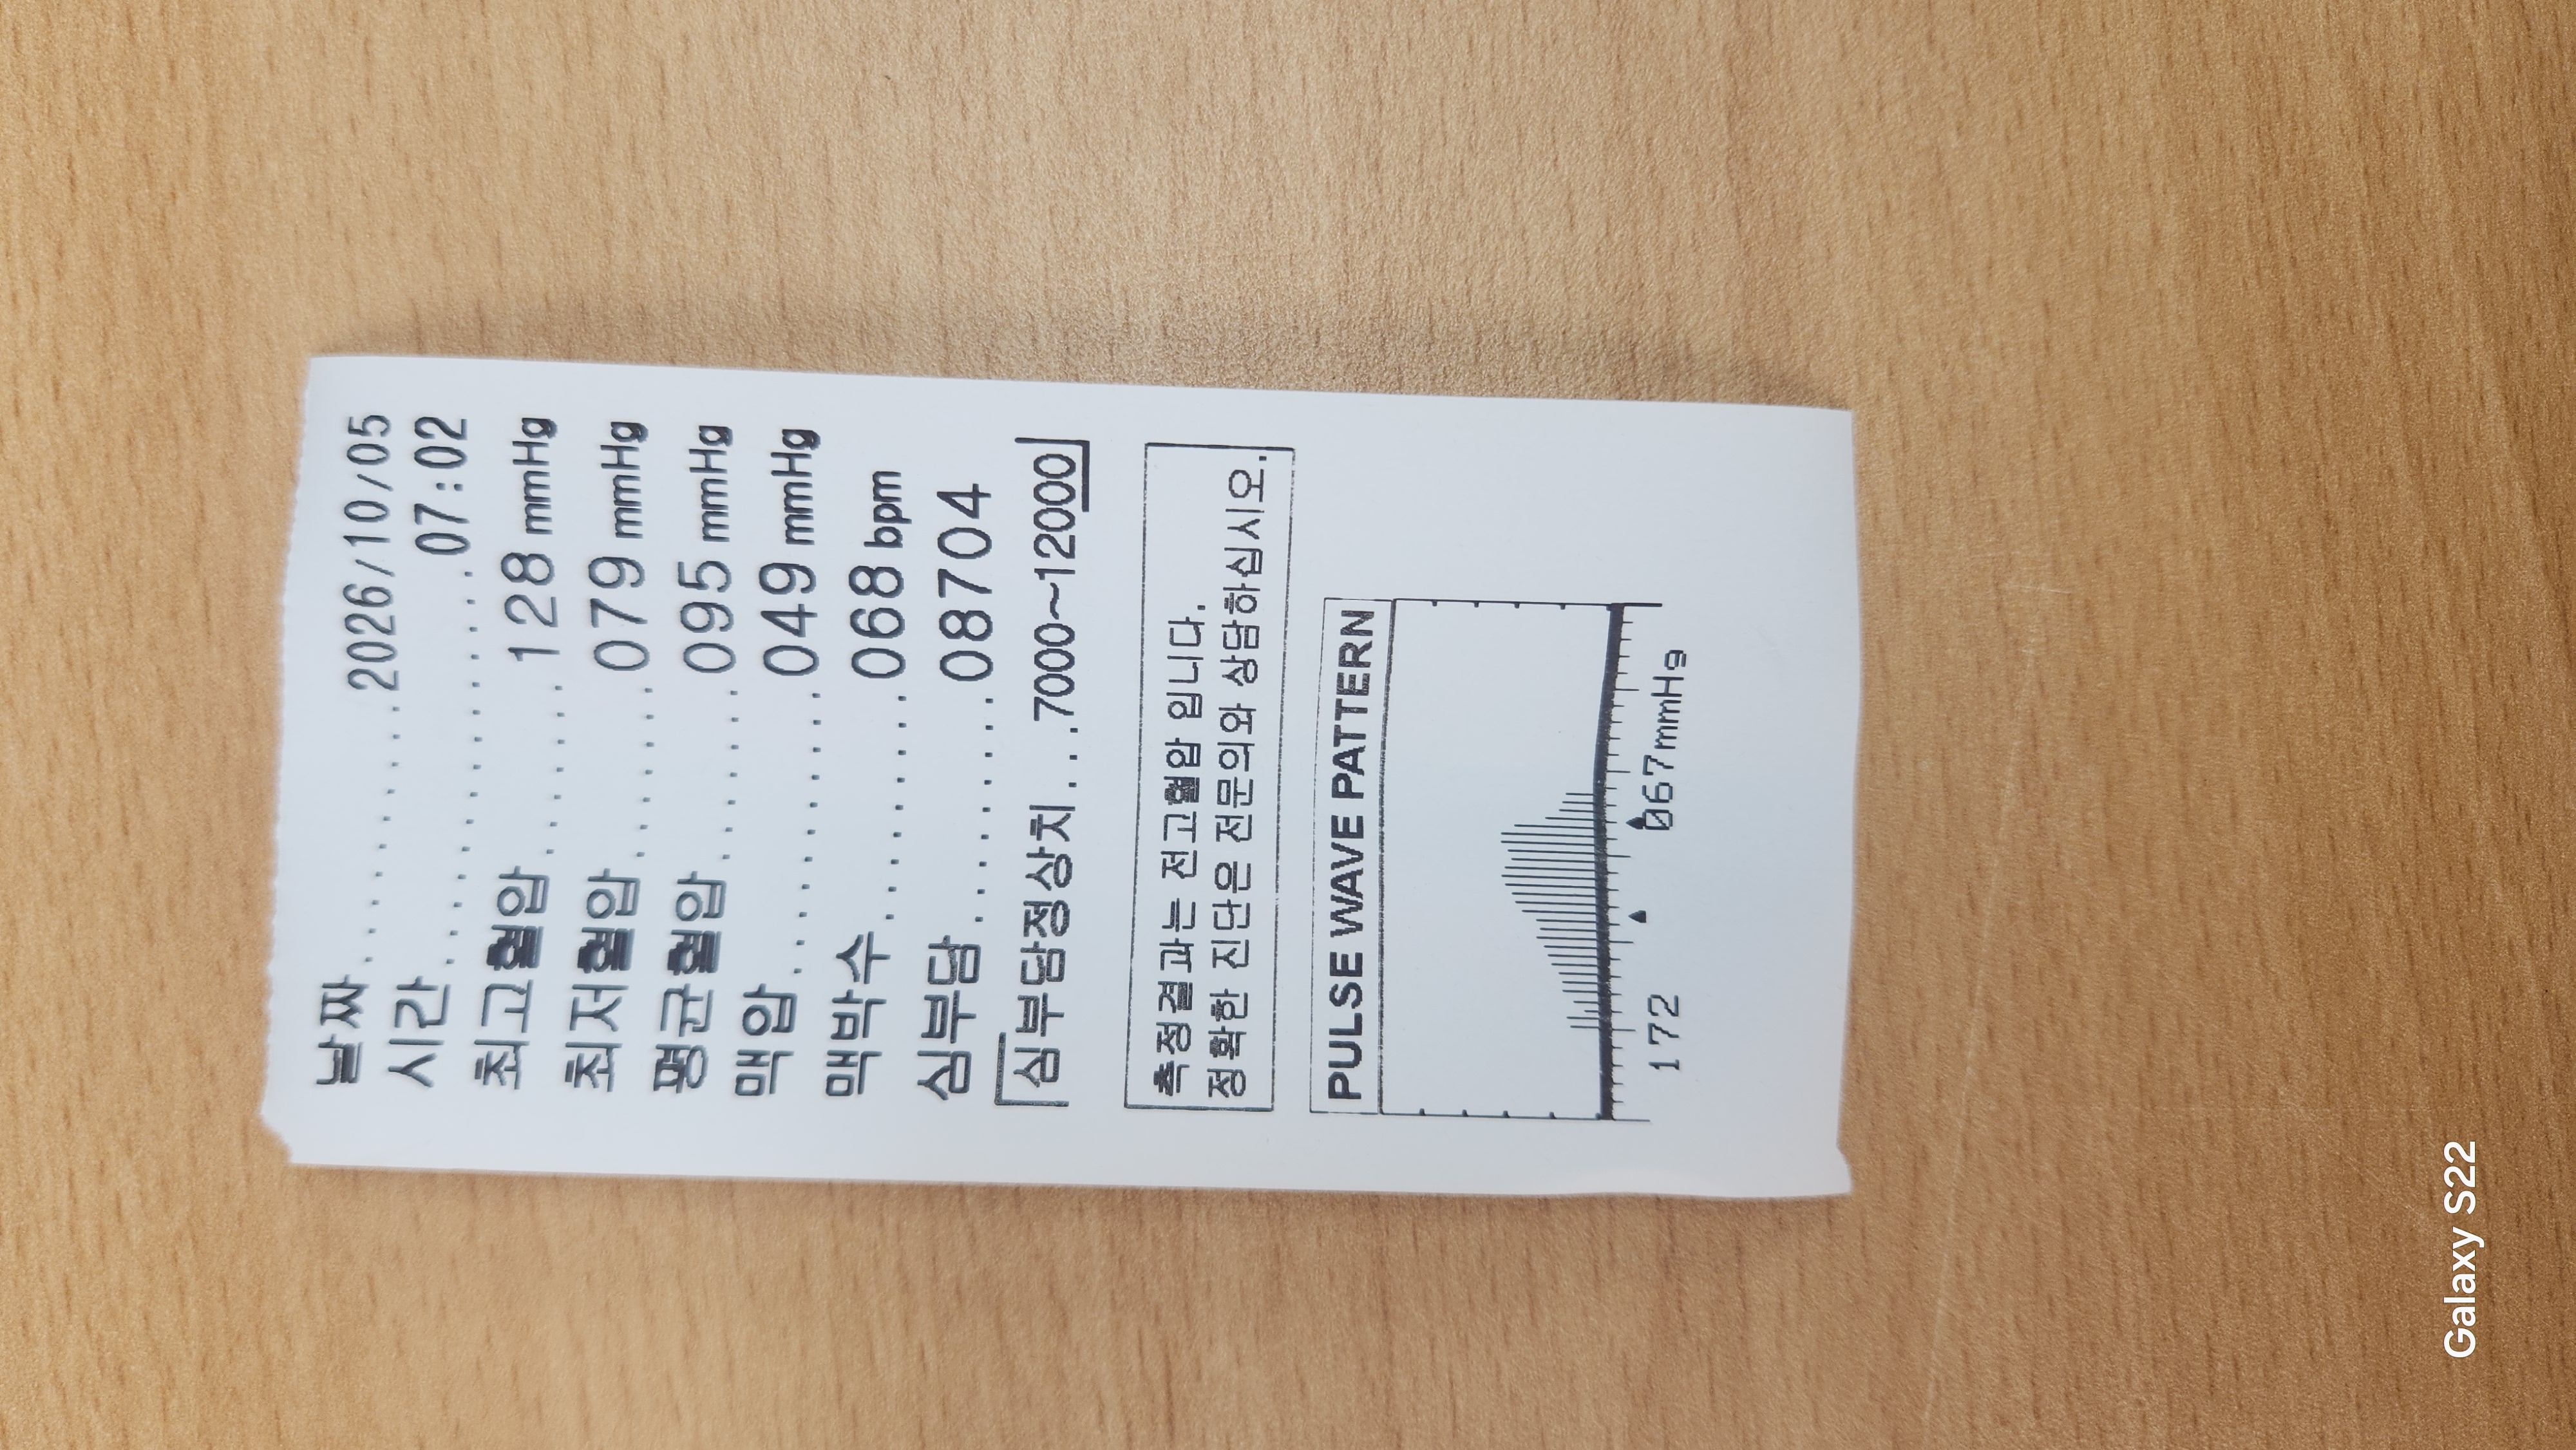 날짜..............2026/10/05
시간......................07:02
최고혈압.........128 mmHg
최저혈압.........079 mmHg
평균혈압.........095 mmHg
맥압..............049 mmHg
맥박수...........068 bpm
심부담...........08704
심부담정상치...7000~12000
측정결과는 전고혈압 입니다.
정확한 진단은 전문의와 상담하십시오.
PULSE WAVE PATTERN
172 067mmHg
Galaxy S22